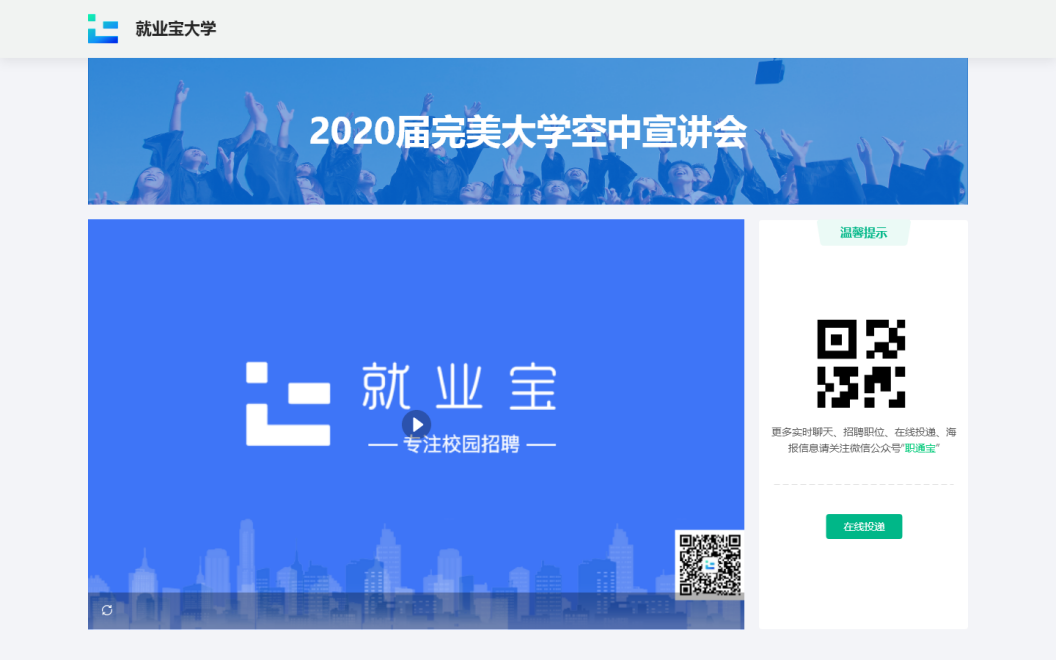 就业宝大学
2020届完美大学空中宣讲会
就业宝
专注校园招聘
温馨提示
更多实时聊天、招聘职位、在线投递、海
报信息请关注微信公众号“职通宝”
在线投递